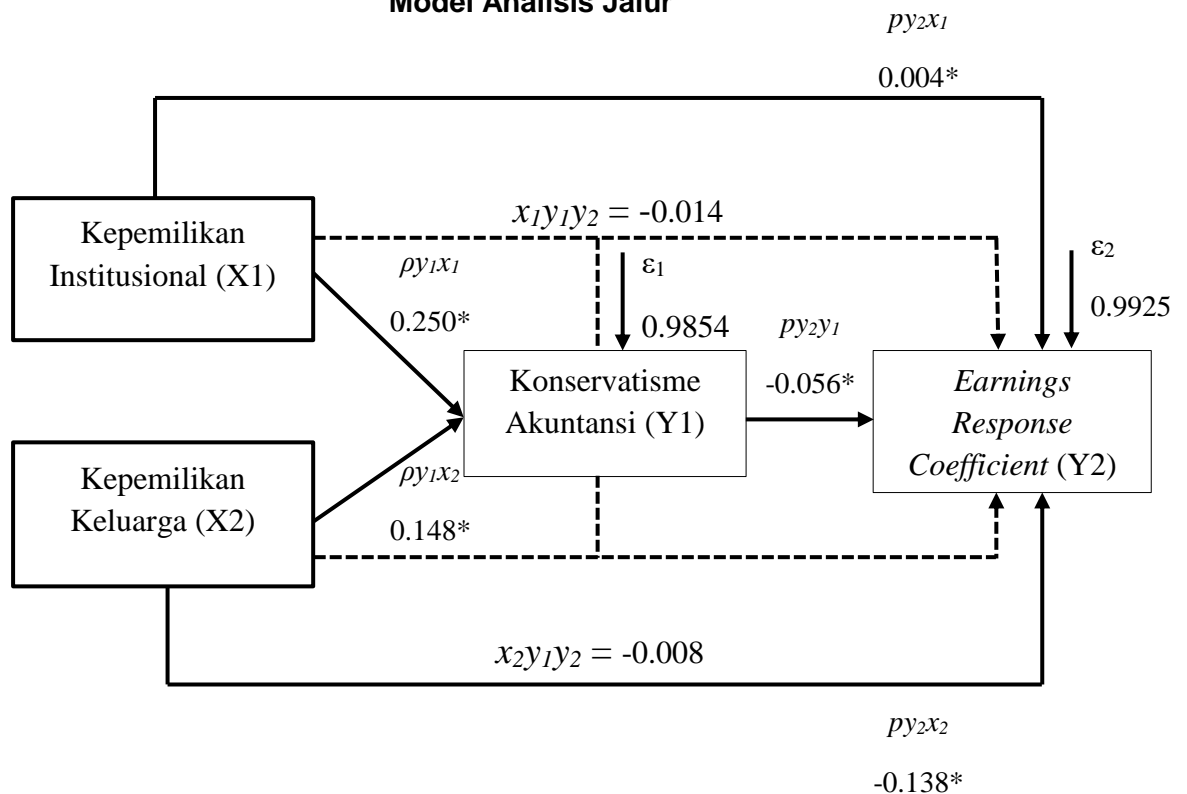 Model Analisis Jalur
py₂x₁
0.004*
x₁y₁y₂ = -0.014
Kepemilikan
Institusional (X1)
ρy₁x₁
0.250*
ε₁
0.9854
ε₂
0.9925
py₂y₁
-0.056*
Konservatisme
Akuntansi (Y1)
Earnings
Response
Coefficient (Y2)
Kepemilikan
Keluarga (X2)
ρy₁x₂
0.148*
x₂y₁y₂ = -0.008
py₂x₂
-0.138*